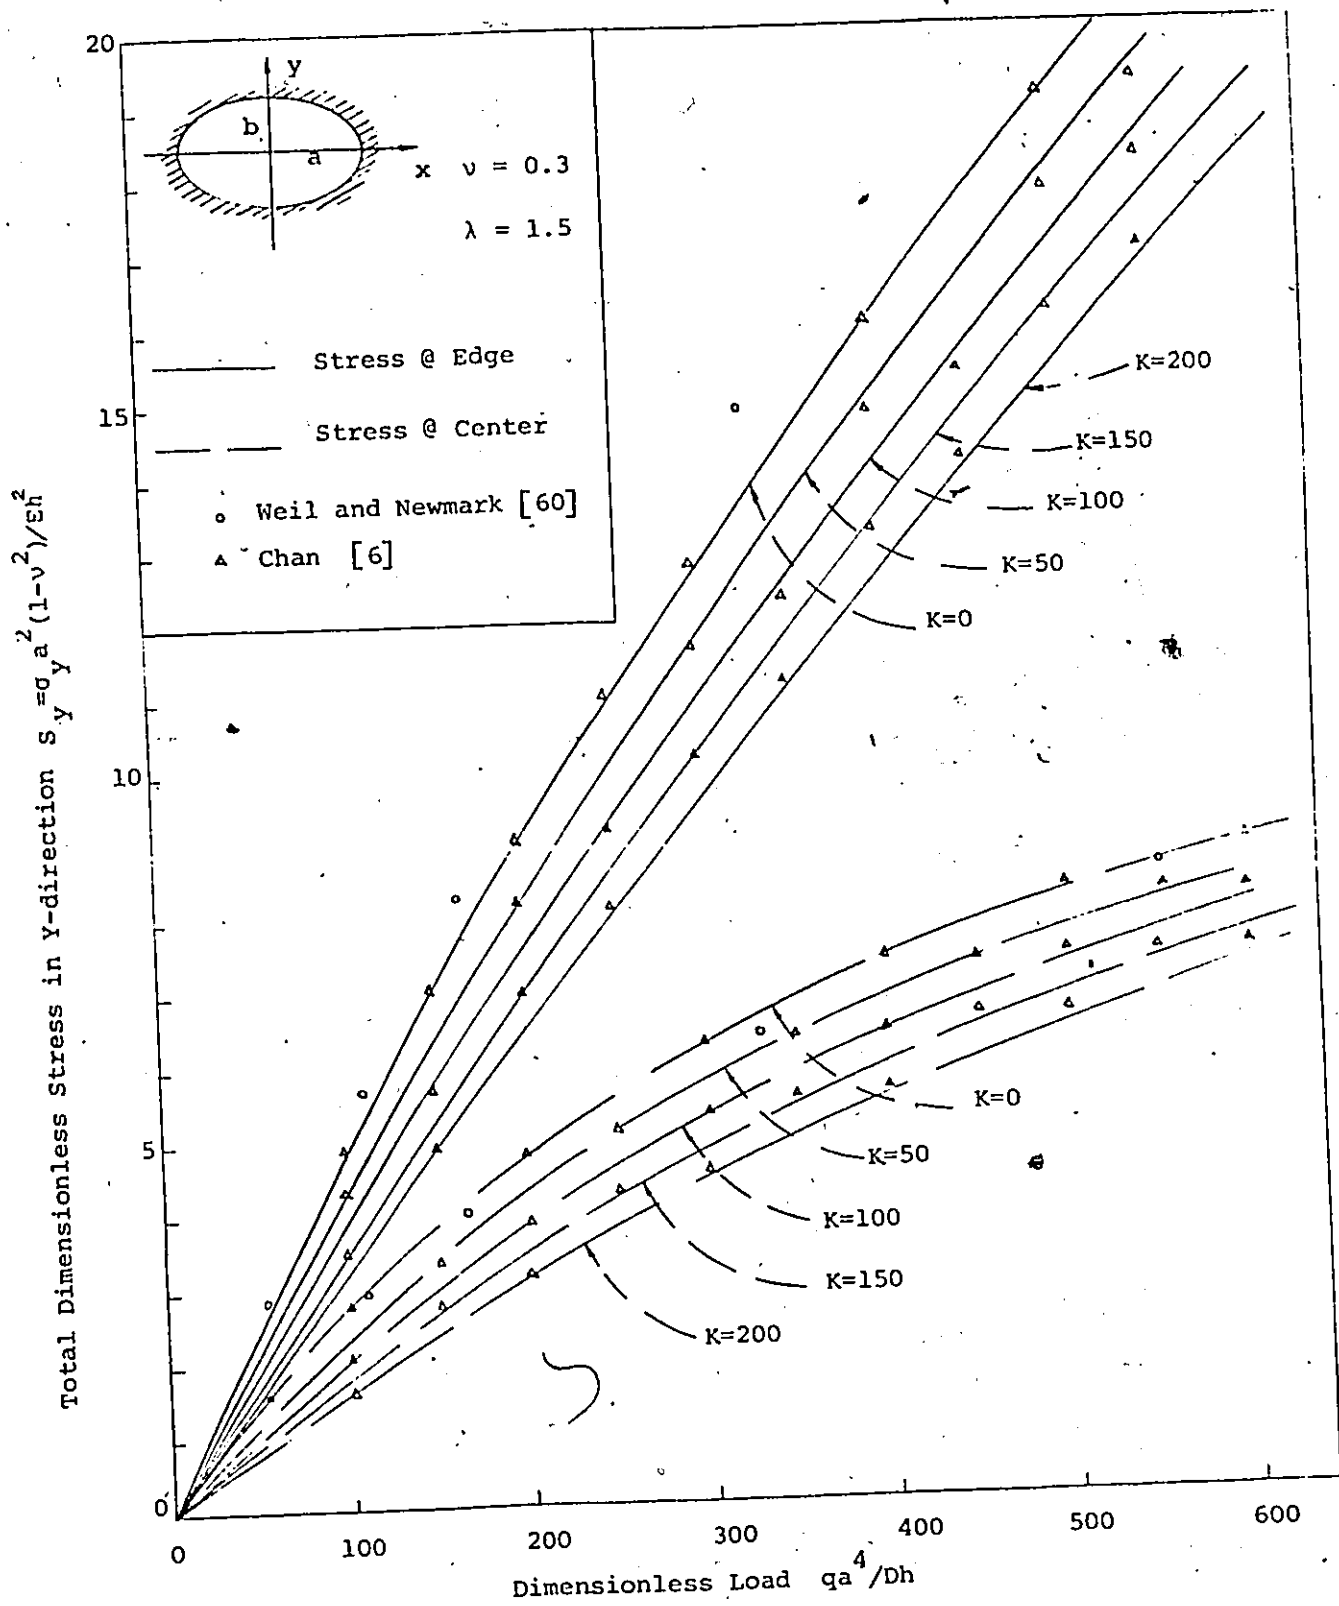 20
y
b
a
x
ν = 0.3
λ = 1.5
Stress @ Edge
Stress @ Center
Weil and Newmark [60]
Chan [6]
15
10
5
0
K=200
K=150
K=100
K=50
K=0
K=0
K=50
K=100
K=150
K=200
Total Dimensionless Stress in Y-direction S_y=σ_y a^2(1-ν^2)/Eh^2
0 100 200 300 400 500 600
Dimensionless Load qa^4/Dh